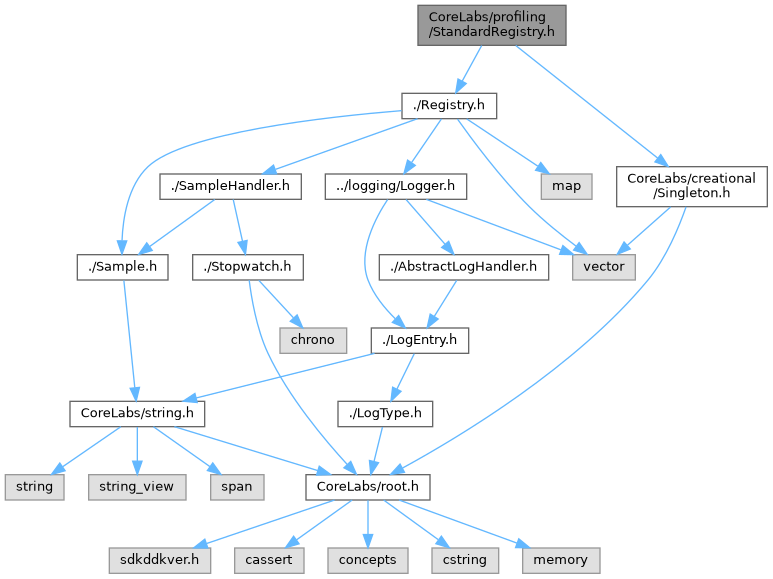 CoreLabs/profiling
/StandardRegistry.h
./Registry.h
./SampleHandler.h
../logging/Logger.h
map
CoreLabs/creational
/Singleton.h
./Sample.h
./Stopwatch.h
./AbstractLogHandler.h
vector
chrono
./LogEntry.h
CoreLabs/string.h
./LogType.h
string
string_view
span
CoreLabs/root.h
sdkddkver.h
cassert
concepts
cstring
memory